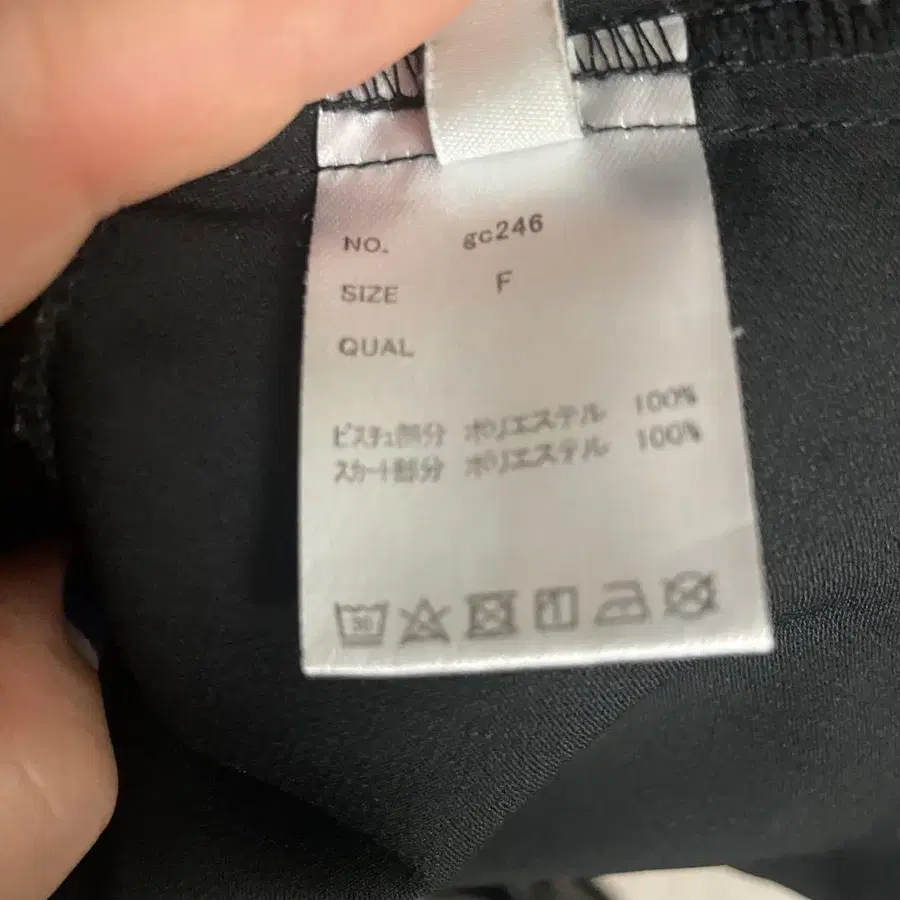 NO. gc246
SIZE F
QUAL
ビスチェ部分 ポリエステル 100%
スカート部分 ポリエステル 100%
30